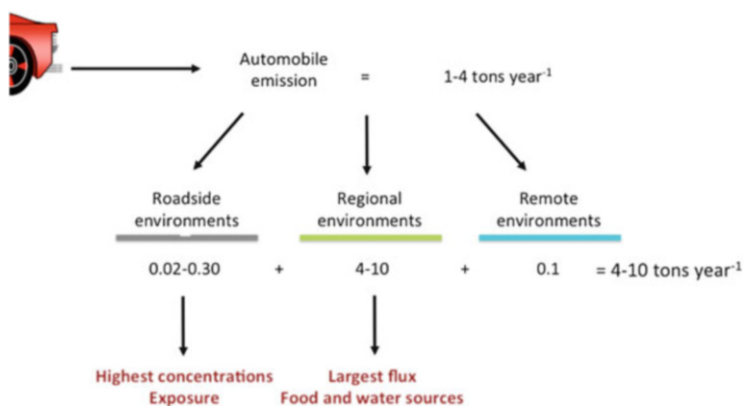 Automobile
emission = 1-4 tons year⁻¹
Roadside
environments
Regional
environments
Remote
environments
0.02-0.30 + 4-10 + 0.1 = 4-10 tons year⁻¹
Highest concentrations
Exposure
Largest flux
Food and water sources